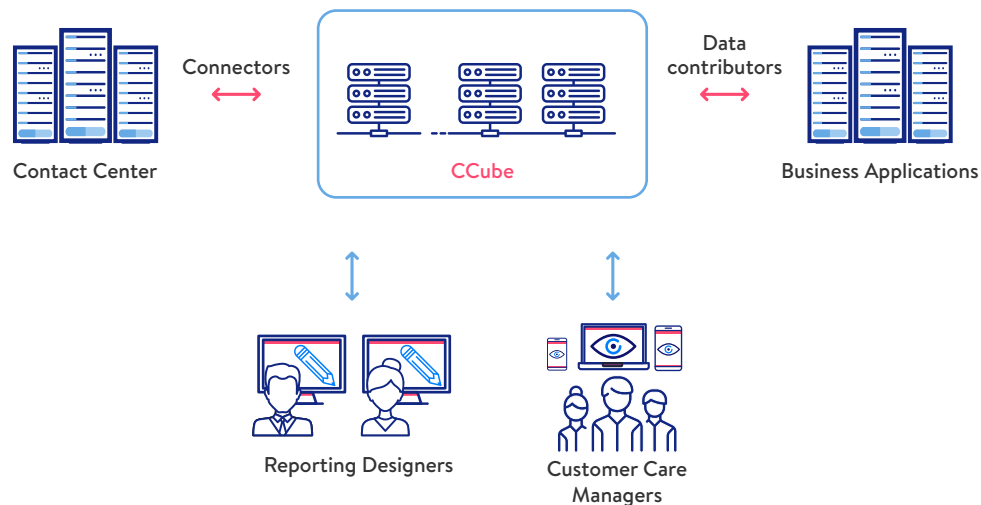 Connectors
Data
contributors
Contact Center
CCube
Business Applications
Reporting Designers
Customer Care
Managers